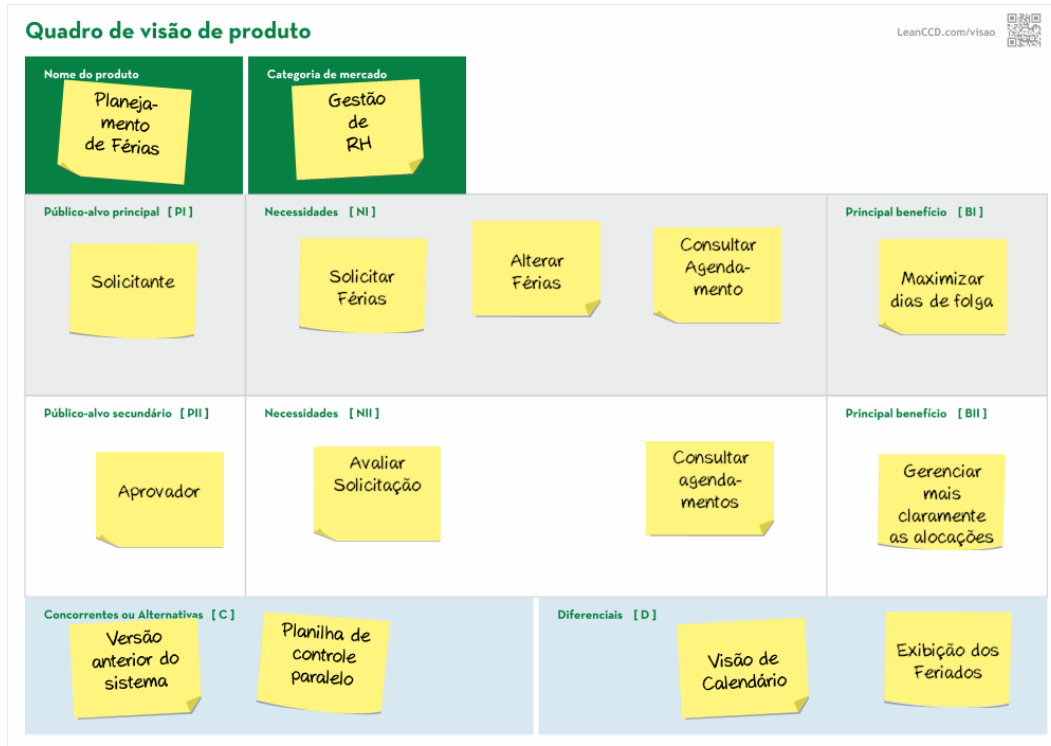 Quadro de visão de produto
LeanCCD.com/visao
Nome do produto
Planeja-
mento
de Férias
Categoria de mercado
Gestão
de
RH
Público-alvo principal [ PI ]
Solicitante
Necessidades [ NI ]
Solicitar
Férias
Alterar
Férias
Consultar
Agenda-
mento
Principal benefício [ BI ]
Maximizar
dias de folga
Público-alvo secundário [ PII ]
Aprovador
Necessidades [ NII ]
Avaliar
Solicitação
Consultar
agenda-
mentos
Principal benefício [ BII ]
Gerenciar
mais
claramente
as alocações
Concorrentes ou Alternativas [ C ]
Versão
anterior do
sistema
Planilha de
controle
paralelo
Diferenciais [ D ]
Visão de
Calendário
Exibição dos
Feriados